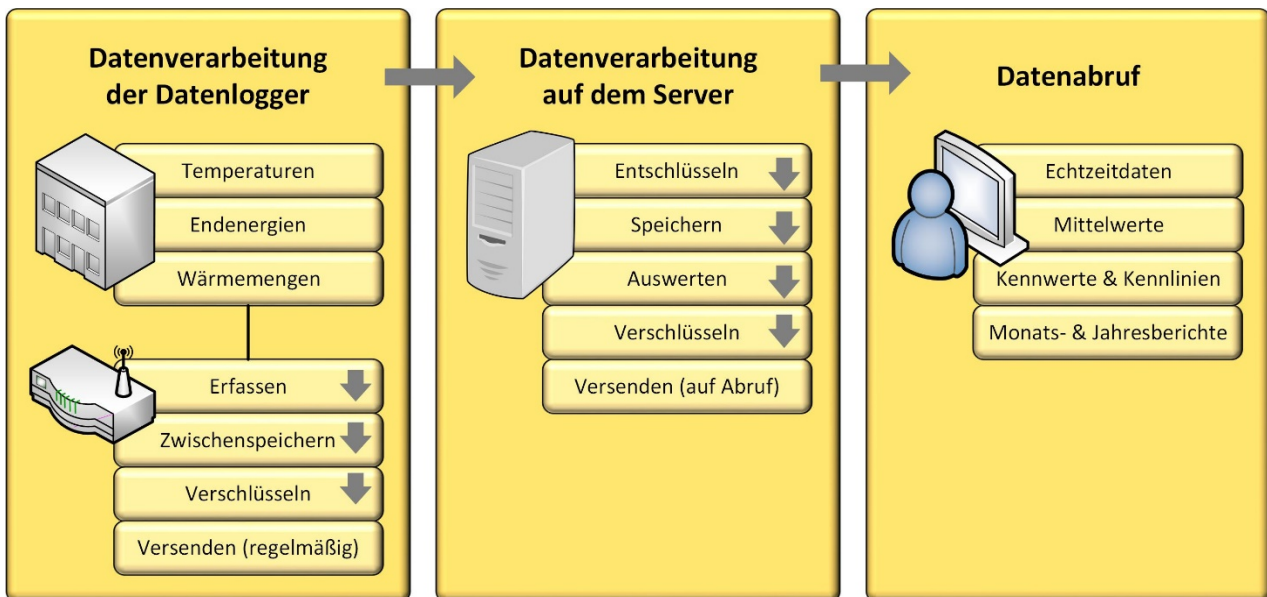 Datenverarbeitung
der Datenlogger
Temperaturen
Endenergien
Wärmemengen
Erfassen
Zwischenspeichern
Verschlüsseln
Versenden (regelmäßig)
Datenverarbeitung
auf dem Server
Entschlüsseln
Speichern
Auswerten
Verschlüsseln
Versenden (auf Abruf)
Datenabruf
Echtzeitdaten
Mittelwerte
Kennwerte & Kennlinien
Monats- & Jahresberichte